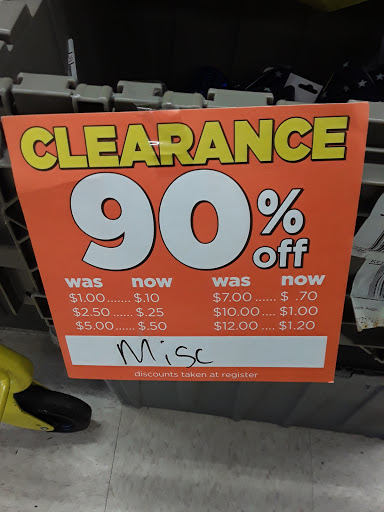 CLEARANCE
90% off
was now was now
$1.00....... $.10 $7.00...... $ .70
$2.50 ...... $ .25 $10.00.... $1.00
$5.00...... $.50 $12.00.... $1.20
Misc
discounts taken at register